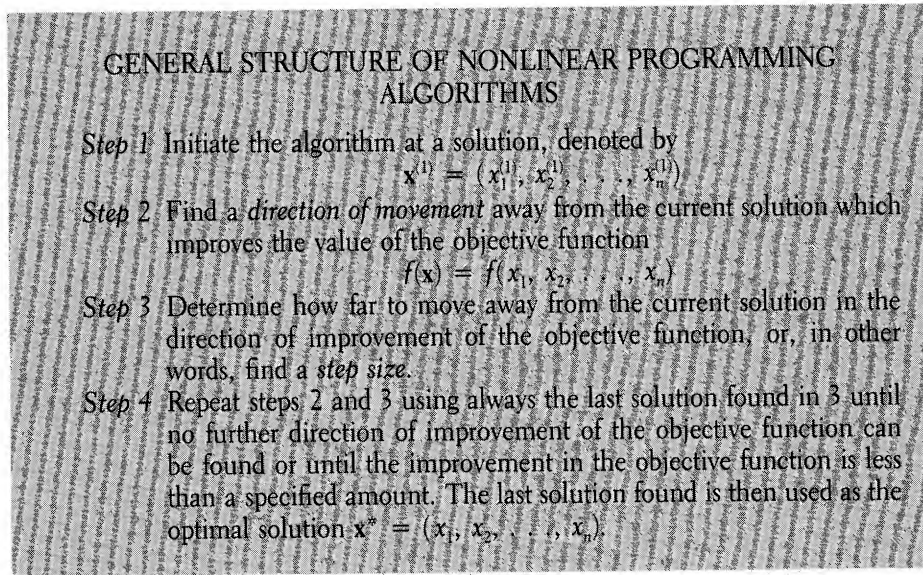 GENERAL STRUCTURE OF NONLINEAR PROGRAMMING
ALGORITHMS
Step 1 Initiate the algorithm at a solution, denoted by
x⁽¹⁾ = (x₁⁽¹⁾, x₂⁽¹⁾, . . ., xₙ⁽¹⁾)
Step 2 Find a direction of movement away from the current solution which
improves the value of the objective function
f(x) = f(x₁, x₂, . . ., xₙ)
Step 3 Determine how far to move away from the current solution in the
direction of improvement of the objective function, or, in other
words, find a step size.
Step 4 Repeat steps 2 and 3 using always the last solution found in 3 until
no further direction of improvement of the objective function can
be found or until the improvement in the objective function is less
than a specified amount. The last solution found is then used as the
optimal solution x* = (x₁, x₂, . . ., xₙ).